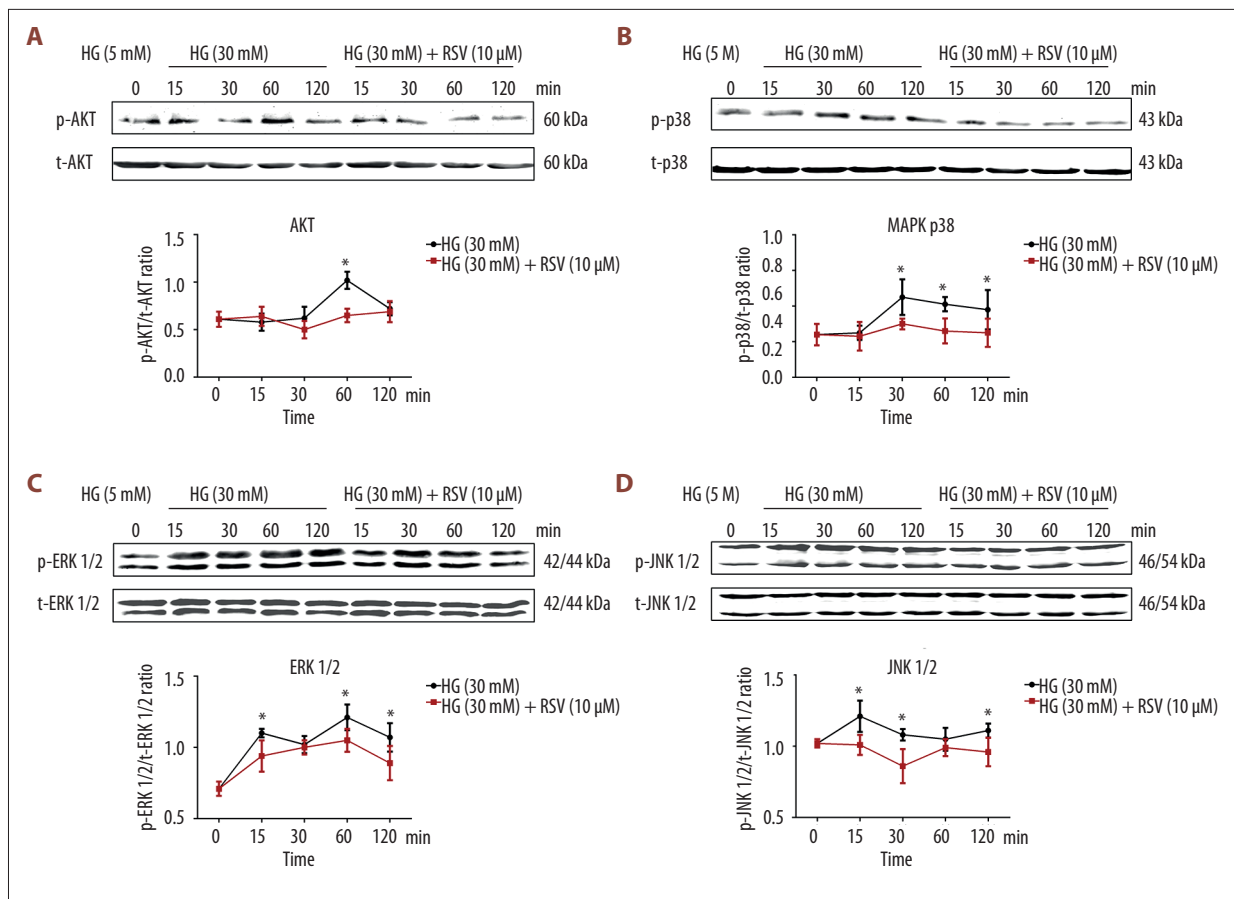 A
HG (5 mM) HG (30 mM) HG (30 mM) + RSV (10 µM)
0 15 30 60 120 15 30 60 120 min
p-AKT 60 kDa
t-AKT 60 kDa
AKT
1.5
1.0
0.5
0.0
p-AKT/t-AKT ratio
*
HG (30 mM)
HG (30 mM) + RSV (10 µM)
0 15 30 60 120 min
Time
B
HG (5 M) HG (30 mM) HG (30 mM) + RSV (10 µM)
0 15 30 60 120 15 30 60 120 min
p-p38 43 kDa
t-p38 43 kDa
MAPK p38
1.0
0.8
0.6
0.4
0.2
0.0
p-p38/t-p38 ratio
* * *
HG (30 mM)
HG (30 mM) + RSV (10 µM)
0 15 30 60 120 min
Time
C
HG (5 mM) HG (30 mM) HG (30 mM) + RSV (10 µM)
0 15 30 60 120 15 30 60 120 min
p-ERK 1/2 42/44 kDa
t-ERK 1/2 42/44 kDa
ERK 1/2
1.5
1.0
0.5
p-ERK 1/2/t-ERK 1/2 ratio
* * *
HG (30 mM)
HG (30 mM) + RSV (10 µM)
0 15 30 60 120 min
Time
D
HG (5 M) HG (30 mM) HG (30 mM) + RSV (10 µM)
0 15 30 60 120 15 30 60 120 min
p-JNK 1/2 46/54 kDa
t-JNK 1/2 46/54 kDa
JNK 1/2
1.5
1.0
0.5
p-JNK 1/2/t-JNK 1/2 ratio
* * *
HG (30 mM)
HG (30 mM) + RSV (10 µM)
0 15 30 60 120 min
Time